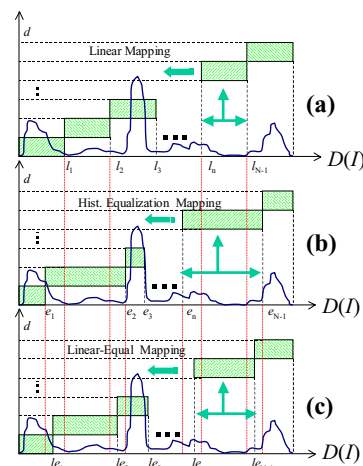 d
Linear Mapping
(a)
l1 l2 l3 ln lN-1 D(I)
d
Hist. Equalization Mapping
(b)
e1 e2 e3 en eN-1 D(I)
d
Linear-Equal Mapping
(c)
D(I)